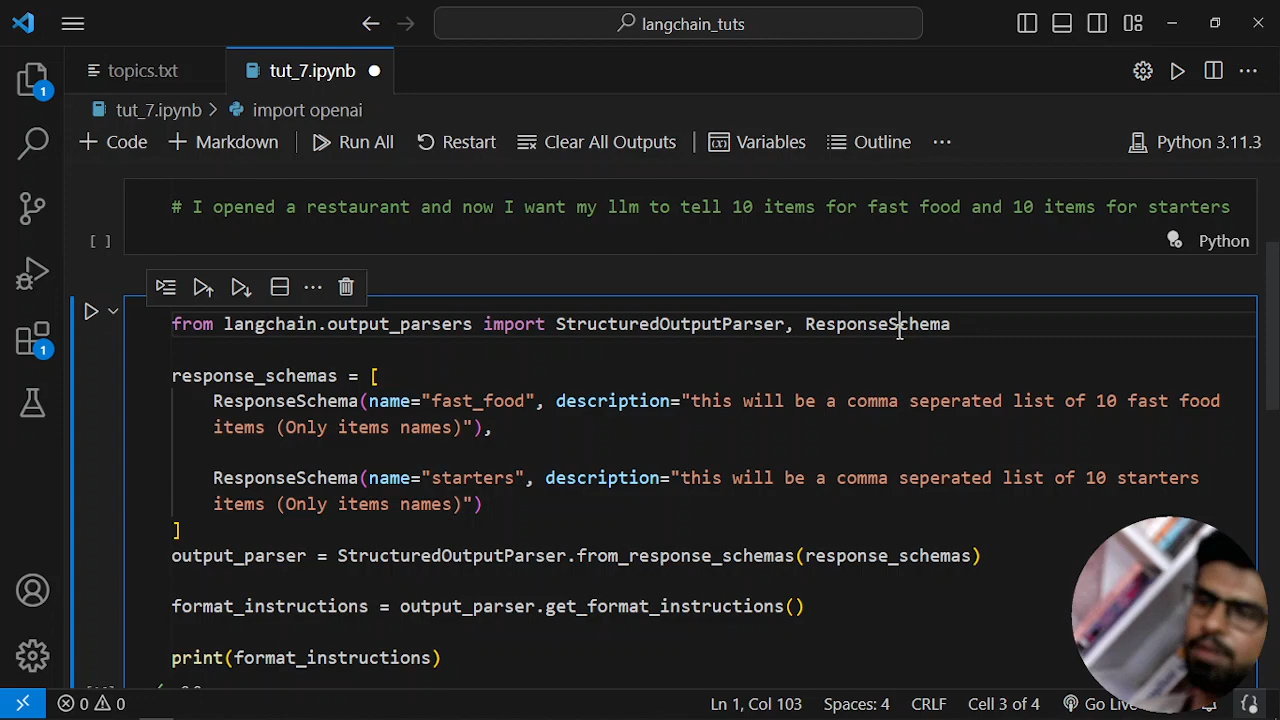 langchain_tuts
topics.txt
tut_7.ipynb
tut_7.ipynb > import openai
+ Code + Markdown Run All Restart Clear All Outputs Variables Outline ... Python 3.11.3
# I opened a restaurant and now I want my llm to tell 10 items for fast food and 10 items for starters
[ ]
Python
from langchain.output_parsers import StructuredOutputParser, ResponseSchema
response_schemas = [
ResponseSchema(name="fast_food", description="this will be a comma seperated list of 10 fast food
items (Only items names)"),
ResponseSchema(name="starters", description="this will be a comma seperated list of 10 starters
items (Only items names)")
]
output_parser = StructuredOutputParser.from_response_schemas(response_schemas)
format_instructions = output_parser.get_format_instructions()
print(format_instructions)
0 0 Ln 1, Col 103 Spaces: 4 CRLF Cell 3 of 4 Go Live
1
1